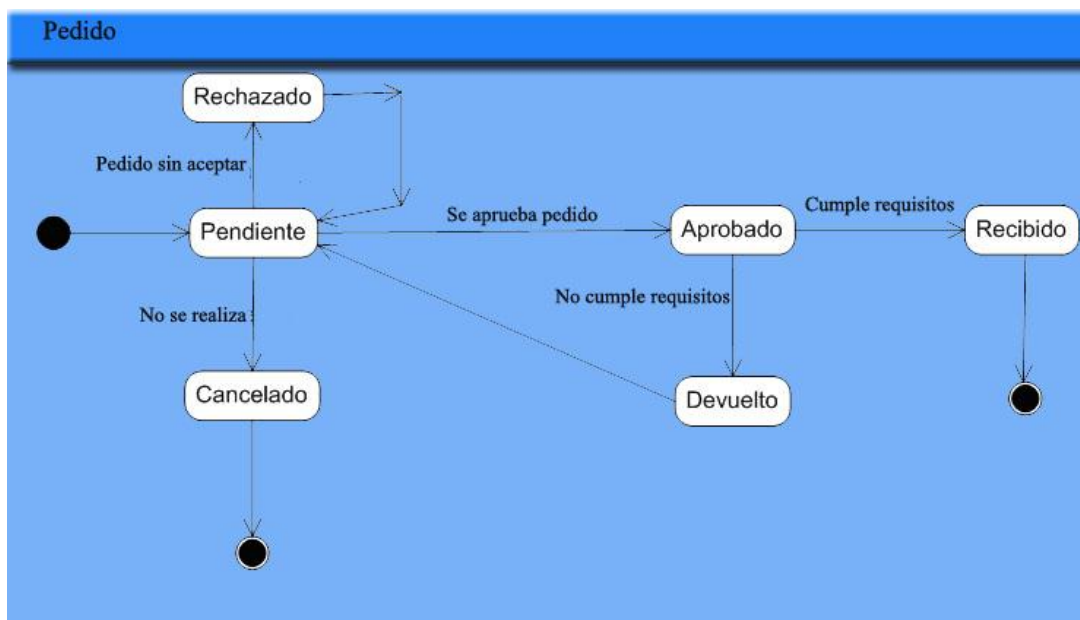 Pedido
Rechazado
Pedido sin aceptar
Pendiente
Se aprueba pedido
Aprobado
Cumple requisitos
Recibido
No se realiza
No cumple requisitos
Cancelado
Devuelto